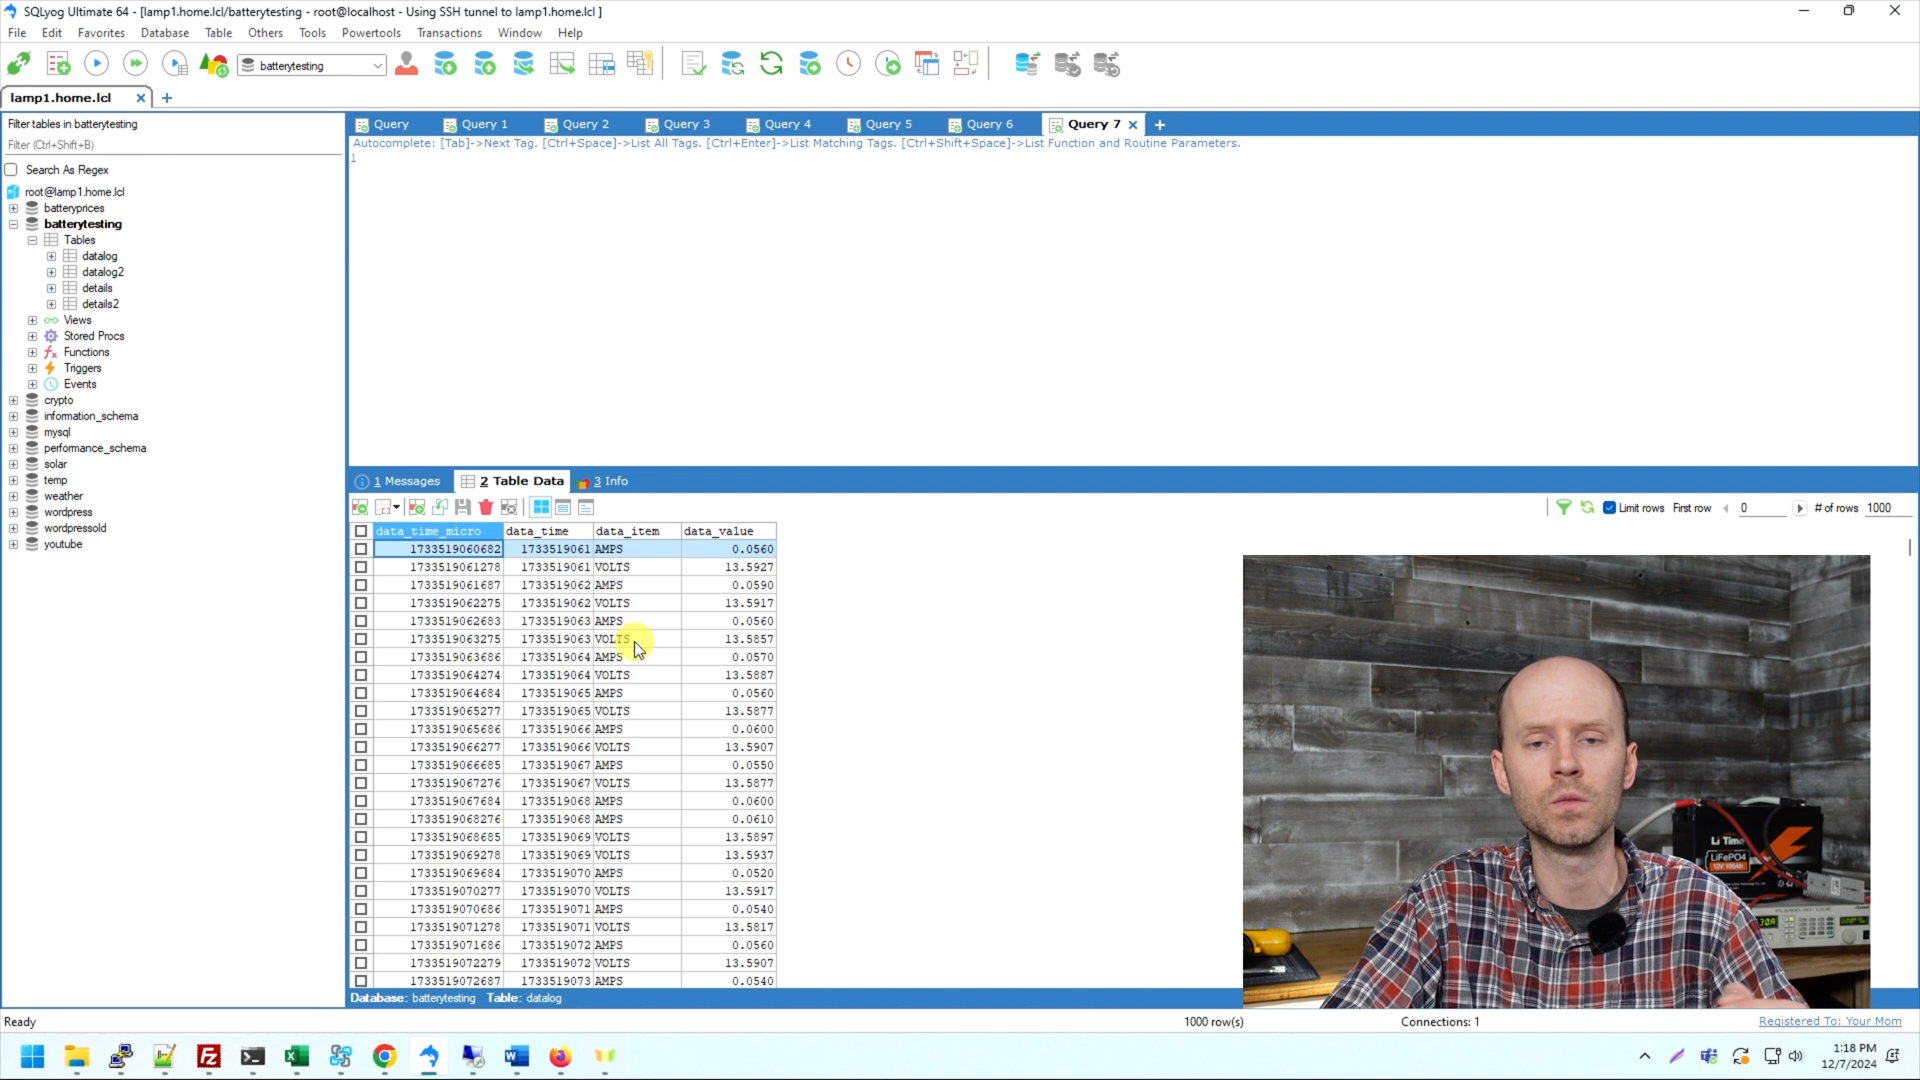 SQLyog Ultimate 64 - [lamp1.home.lcl/batterytesting - root@localhost - Using SSH tunnel to lamp1.home.lcl ]
File Edit Favorites Database Table Others Tools Powertools Transactions Window Help
batterytesting
lamp1.home.lcl
Filter tables in batterytesting
Filter (Ctrl+Shift+B)
Search As Regex
root@lamp1.home.lcl
batteryprices
batterytesting
Tables
datalog
datalog2
details
details2
Views
Stored Procs
Functions
Triggers
Events
crypto
information_schema
mysql
performance_schema
solar
temp
weather
wordpress
wordpressold
youtube
Query Query 1 Query 2 Query 3 Query 4 Query 5 Query 6 Query 7
Autocomplete: [Tab]->Next Tag. [Ctrl+Space]->List All Tags. [Ctrl+Enter]->List Matching Tags. [Ctrl+Shift+Space]->List Function and Routine Parameters.
1
1 Messages 2 Table Data 3 Info
Limit rows First row 0 # of rows 1000
data_time_micro data_time data_item data_value
1733519060682 1733519061 AMPS 0.0560
1733519061278 1733519061 VOLTS 13.5927
1733519061687 1733519062 AMPS 0.0590
1733519062275 1733519062 VOLTS 13.5917
1733519062683 1733519063 AMPS 0.0560
1733519063275 1733519063 VOLTS 13.5857
1733519063686 1733519064 AMPS 0.0570
1733519064274 1733519064 VOLTS 13.5887
1733519064684 1733519065 AMPS 0.0560
1733519065277 1733519065 VOLTS 13.5877
1733519065686 1733519066 AMPS 0.0600
1733519066277 1733519066 VOLTS 13.5907
1733519066685 1733519067 AMPS 0.0550
1733519067276 1733519067 VOLTS 13.5877
1733519067684 1733519068 AMPS 0.0600
1733519068276 1733519068 AMPS 0.0610
1733519068685 1733519069 VOLTS 13.5897
1733519069278 1733519069 VOLTS 13.5937
1733519069684 1733519070 AMPS 0.0520
1733519070277 1733519070 VOLTS 13.5917
1733519070686 1733519071 AMPS 0.0540
1733519071278 1733519071 VOLTS 13.5817
1733519071686 1733519072 AMPS 0.0560
1733519072279 1733519072 VOLTS 13.5907
1733519072687 1733519073 AMPS 0.0540
Database: batterytesting Table: datalog
Li Time
LiFePO4
12V 100Ah
Ready 1000 row(s) Connections: 1 Registered To: Your Mom
1:18 PM
12/7/2024